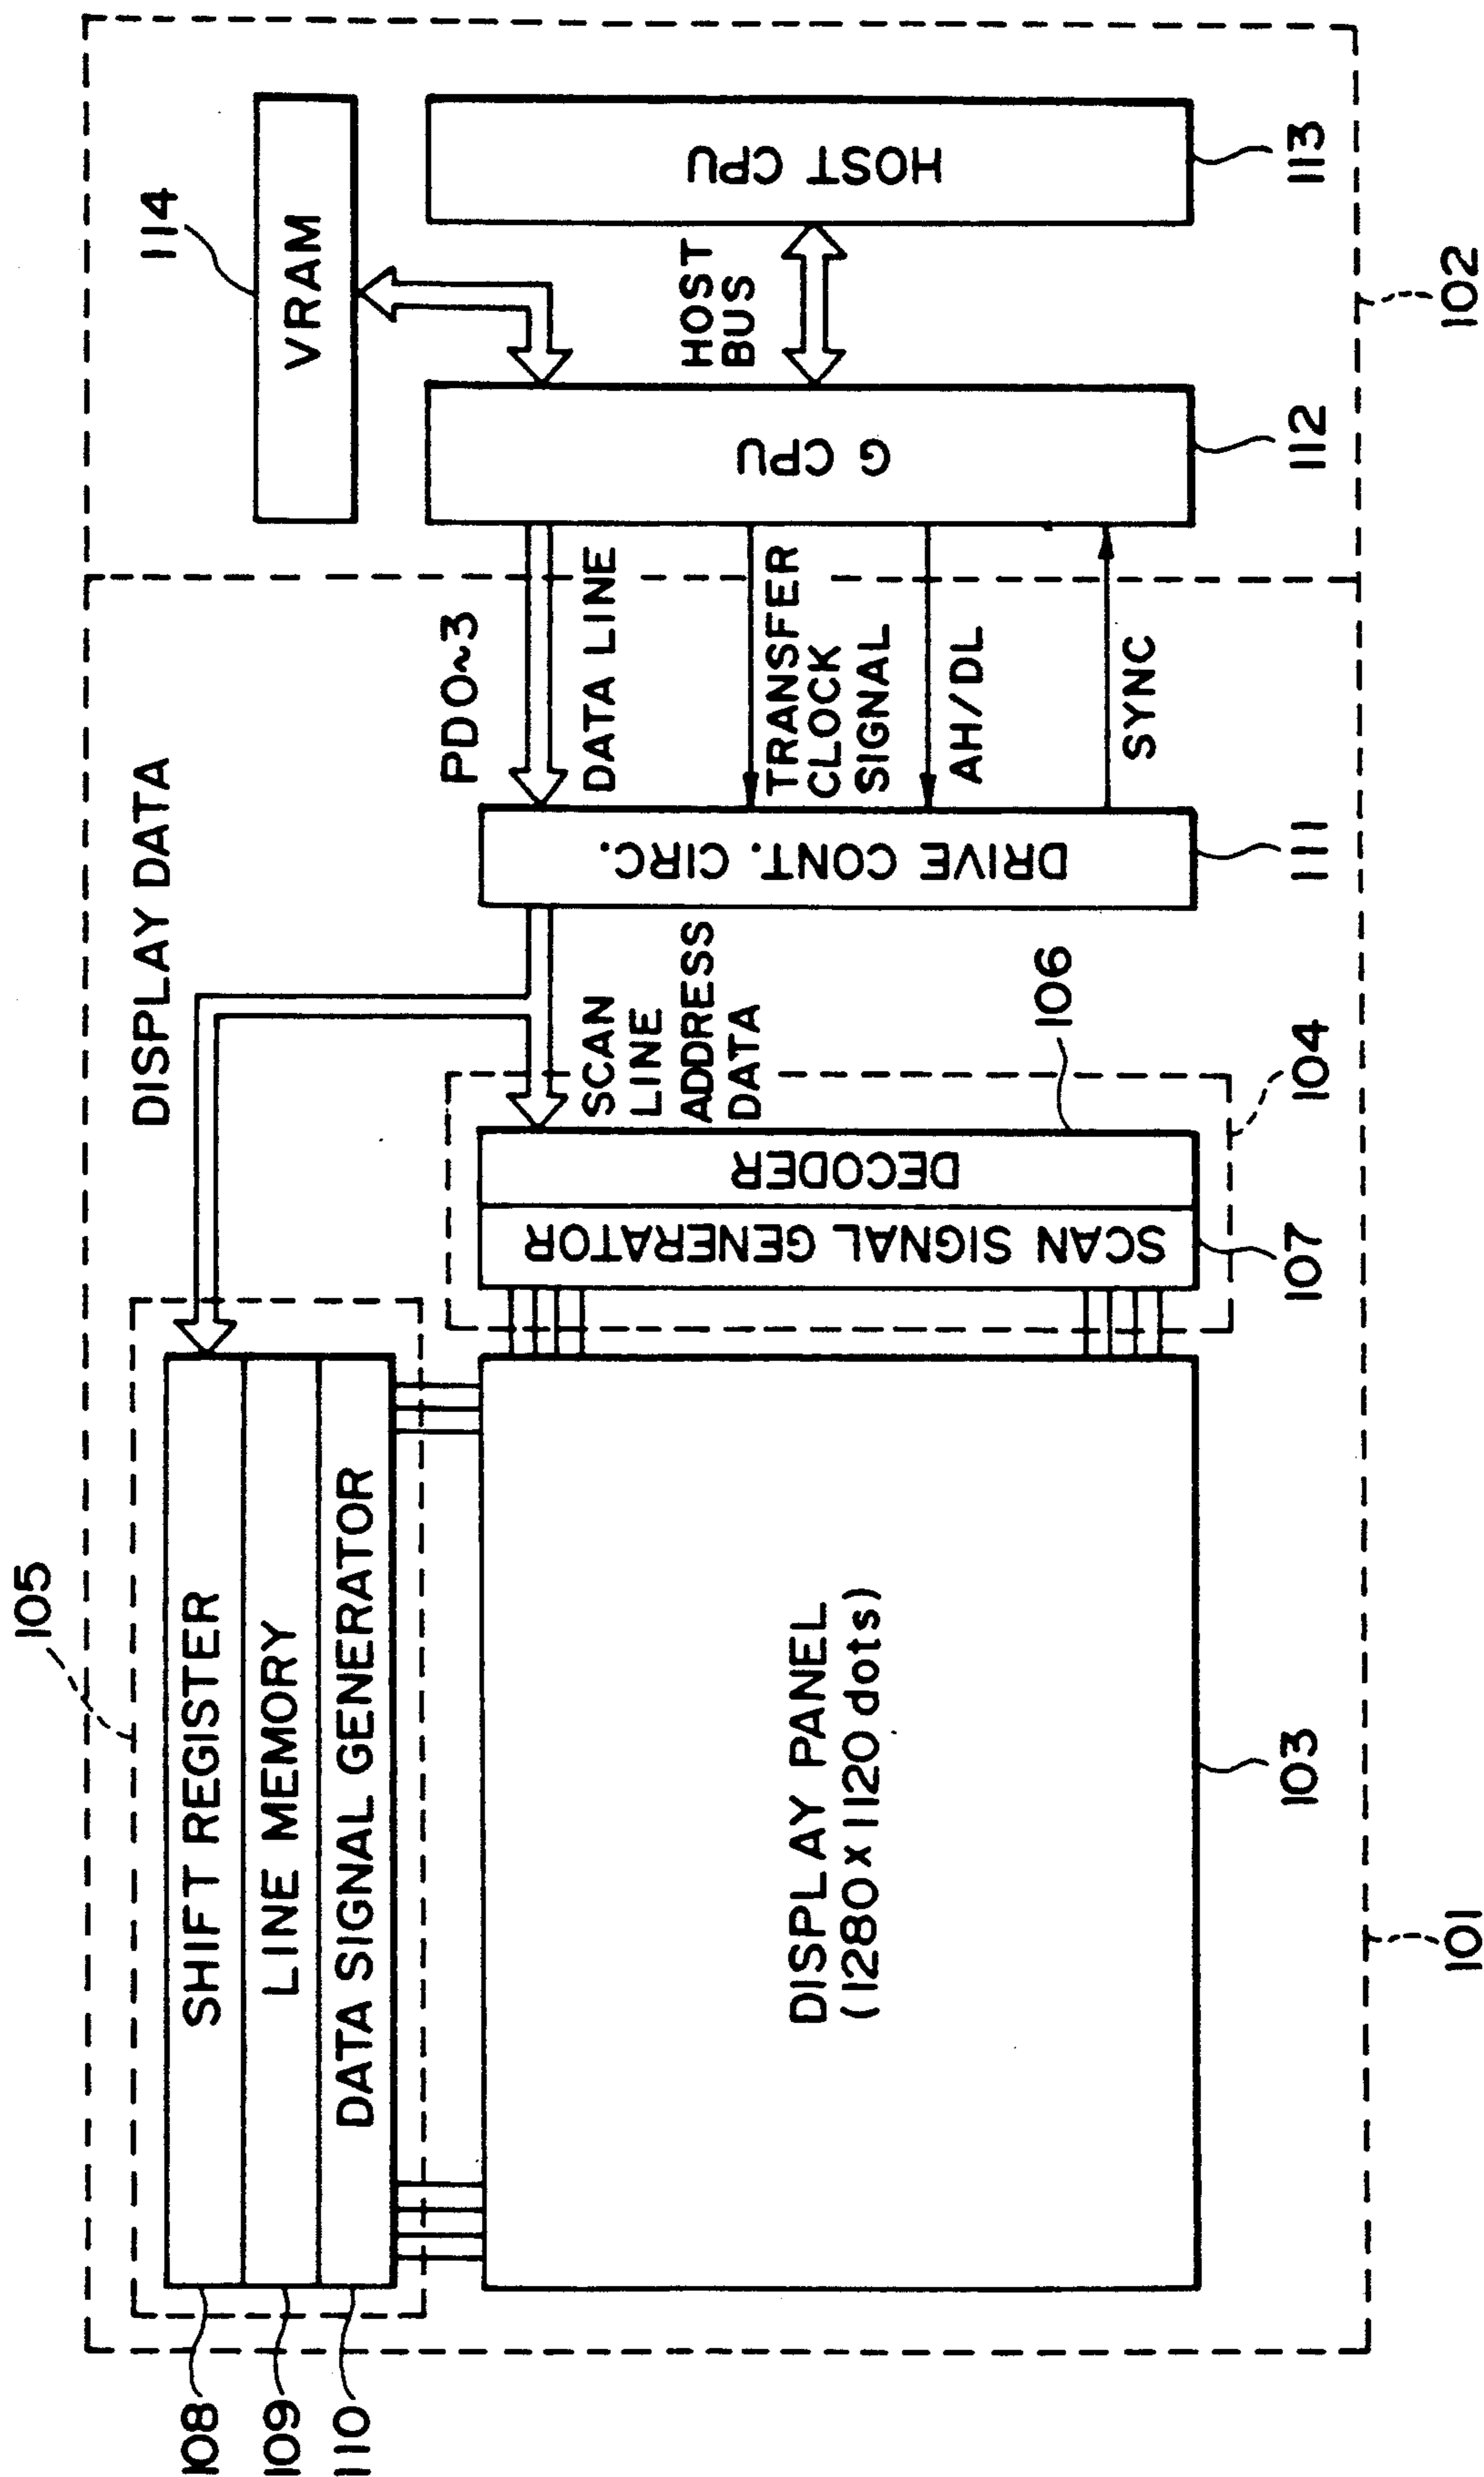 105
108
SHIFT REGISTER
109
LINE MEMORY
110
DATA SIGNAL GENERATOR
DISPLAY DATA
114
VRAM
PD0~3
DATA LINE
TRANSFER
CLOCK
SIGNAL
AH/DL
SYNC
HOST
BUS
SCAN
LINE
ADDRESS
DATA
106
DISPLAY PANEL
(1280 x 1120 dots)
SCAN SIGNAL GENERATOR
DECODER
DRIVE CONT. CIRC.
G CPU
HOST CPU
103
107
104
111
112
113
101
102